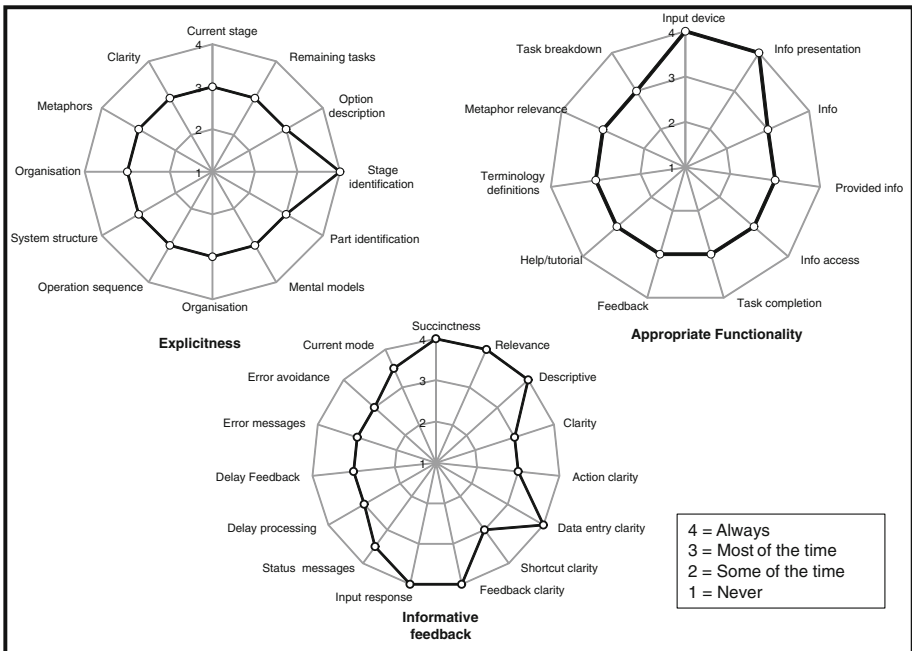 Current stage
4
Clarity
Remaining tasks
3
Metaphors
Option
description
2
Organisation
1
Stage
identification
System structure
Part identification
Operation sequence
Mental models
Organisation
Explicitness
Input device
4
Task breakdown
Info presentation
3
Metaphor relevance
Info
2
Terminology
definitions
1
Provided info
Help/tutorial
Info access
Feedback
Task completion
Appropriate Functionality
Succinctness
4
Current mode
Relevance
Error avoidance
3
Descriptive
Error messages
2
Clarity
1
Delay Feedback
Action clarity
Delay processing
Data entry clarity
Status messages
Shortcut clarity
Input response
Feedback clarity
Informative
feedback
4 = Always
3 = Most of the time
2 = Some of the time
1 = Never